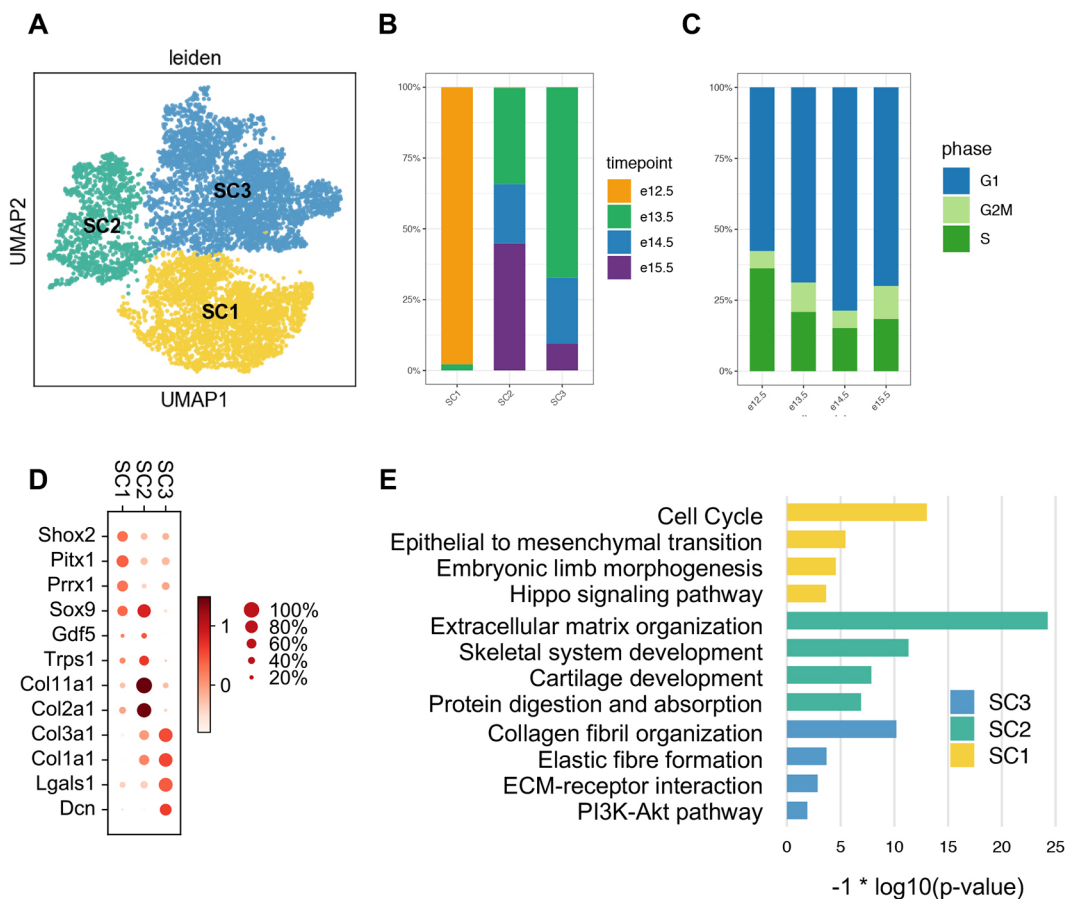 A
leiden
SC3
SC2
SC1
UMAP2
UMAP1
B
100%
75%
50%
25%
0%
SC1
SC2
SC3
timepoint
e12.5
e13.5
e14.5
e15.5
C
100%
75%
50%
25%
0%
e12.5
e13.5
e14.5
e15.5
phase
G1
G2M
S
D
SC1
SC2
SC3
Shox2
Pitx1
Prrx1
Sox9
Gdf5
Trps1
Col11a1
Col2a1
Col3a1
Col1a1
Lgals1
Dcn
1
0
100%
80%
60%
40%
20%
E
Cell Cycle
Epithelial to mesenchymal transition
Embryonic limb morphogenesis
Hippo signaling pathway
Extracellular matrix organization
Skeletal system development
Cartilage development
Protein digestion and absorption
Collagen fibril organization
Elastic fibre formation
ECM-receptor interaction
PI3K-Akt pathway
SC3
SC2
SC1
0 5 10 15 20 25
-1 * log10(p-value)